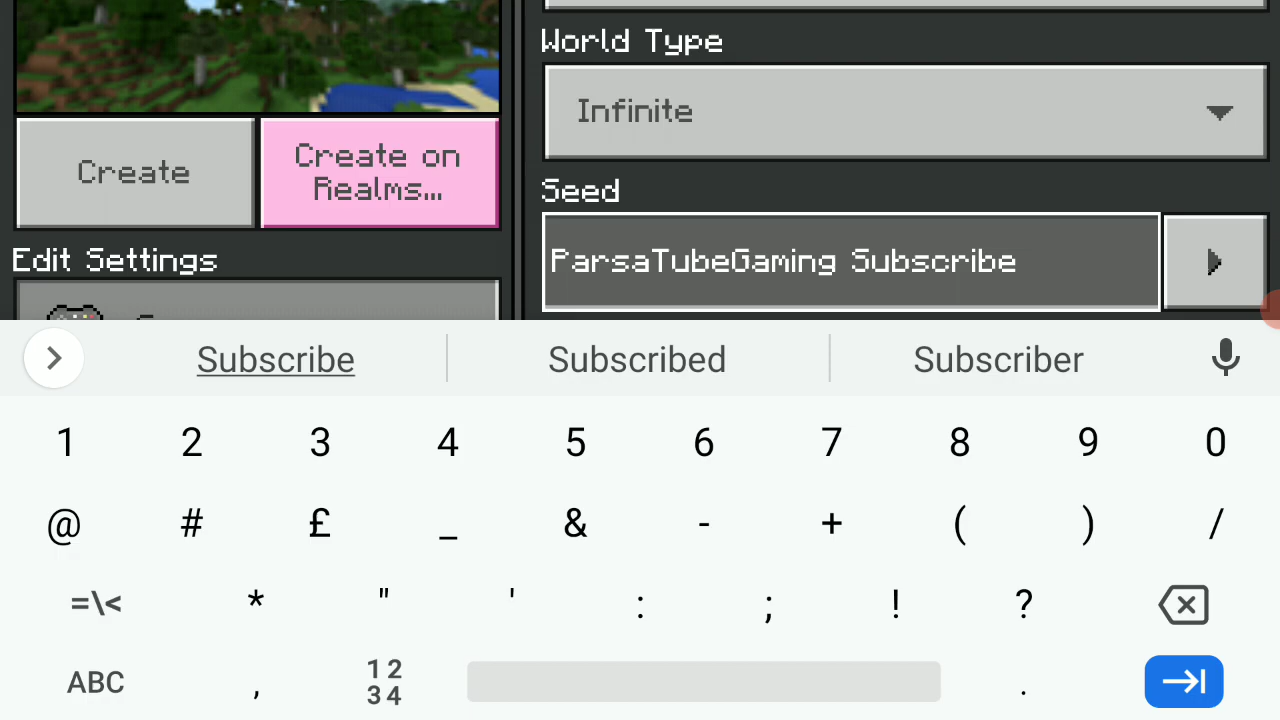 World Type
Infinite
Create
Create on
Realms...
Seed
ParsaTubeGaming Subscribe
Edit Settings
Subscribe Subscribed Subscriber
1 2 3 4 5 6 7 8 9 0
@ # £ _ & - + ( ) /
=\< * " ' : ; ! ?
ABC , 12 .
34